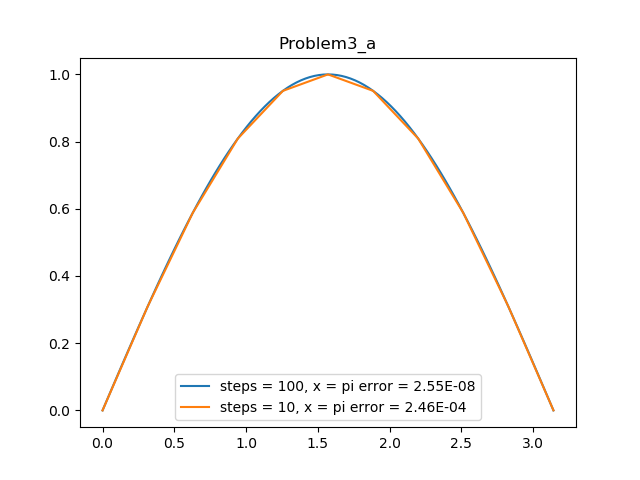 Problem3_a
1.0
0.8
0.6
0.4
0.2
0.0
steps = 100, x = pi error = 2.55E-08
steps = 10, x = pi error = 2.46E-04
0.0 0.5 1.0 1.5 2.0 2.5 3.0